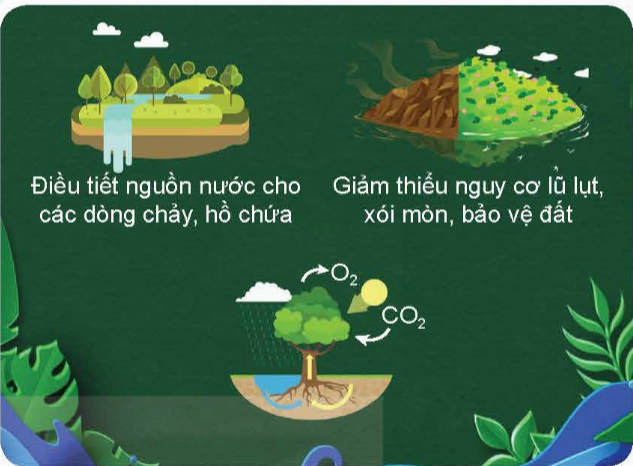 Điều tiết nguồn nước cho
các dòng chảy, hồ chứa
Giảm thiểu nguy cơ lũ lụt,
xói mòn, bảo vệ đất
O₂
CO₂